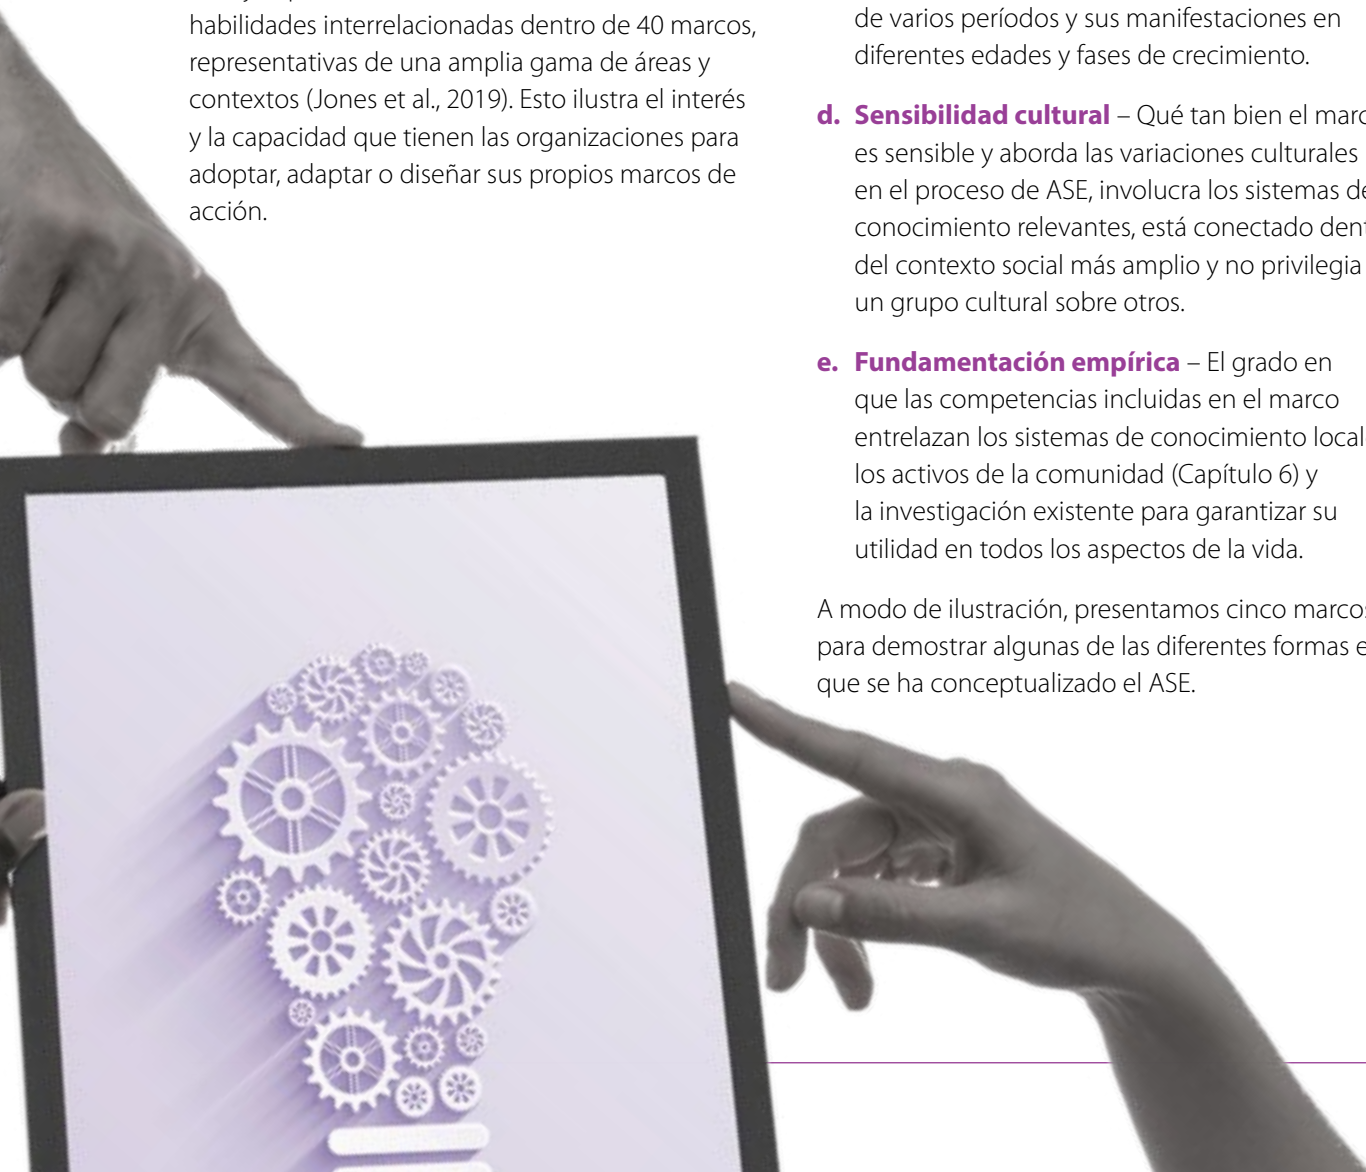 habilidades interrelacionadas dentro de 40 marcos,
representativas de una amplia gama de áreas y
contextos (Jones et al., 2019). Esto ilustra el interés
y la capacidad que tienen las organizaciones para
adoptar, adaptar o diseñar sus propios marcos de
acción.
de varios períodos y sus manifestaciones en
diferentes edades y fases de crecimiento.
d. Sensibilidad cultural – Qué tan bien el marc
es sensible y aborda las variaciones culturales
en el proceso de ASE, involucra los sistemas de
conocimiento relevantes, está conectado dent
del contexto social más amplio y no privilegia
un grupo cultural sobre otros.
e. Fundamentación empírica – El grado en
que las competencias incluidas en el marco
entrelazan los sistemas de conocimiento local
los activos de la comunidad (Capítulo 6) y
la investigación existente para garantizar su
utilidad en todos los aspectos de la vida.
A modo de ilustración, presentamos cinco marcos
para demostrar algunas de las diferentes formas e
que se ha conceptualizado el ASE.